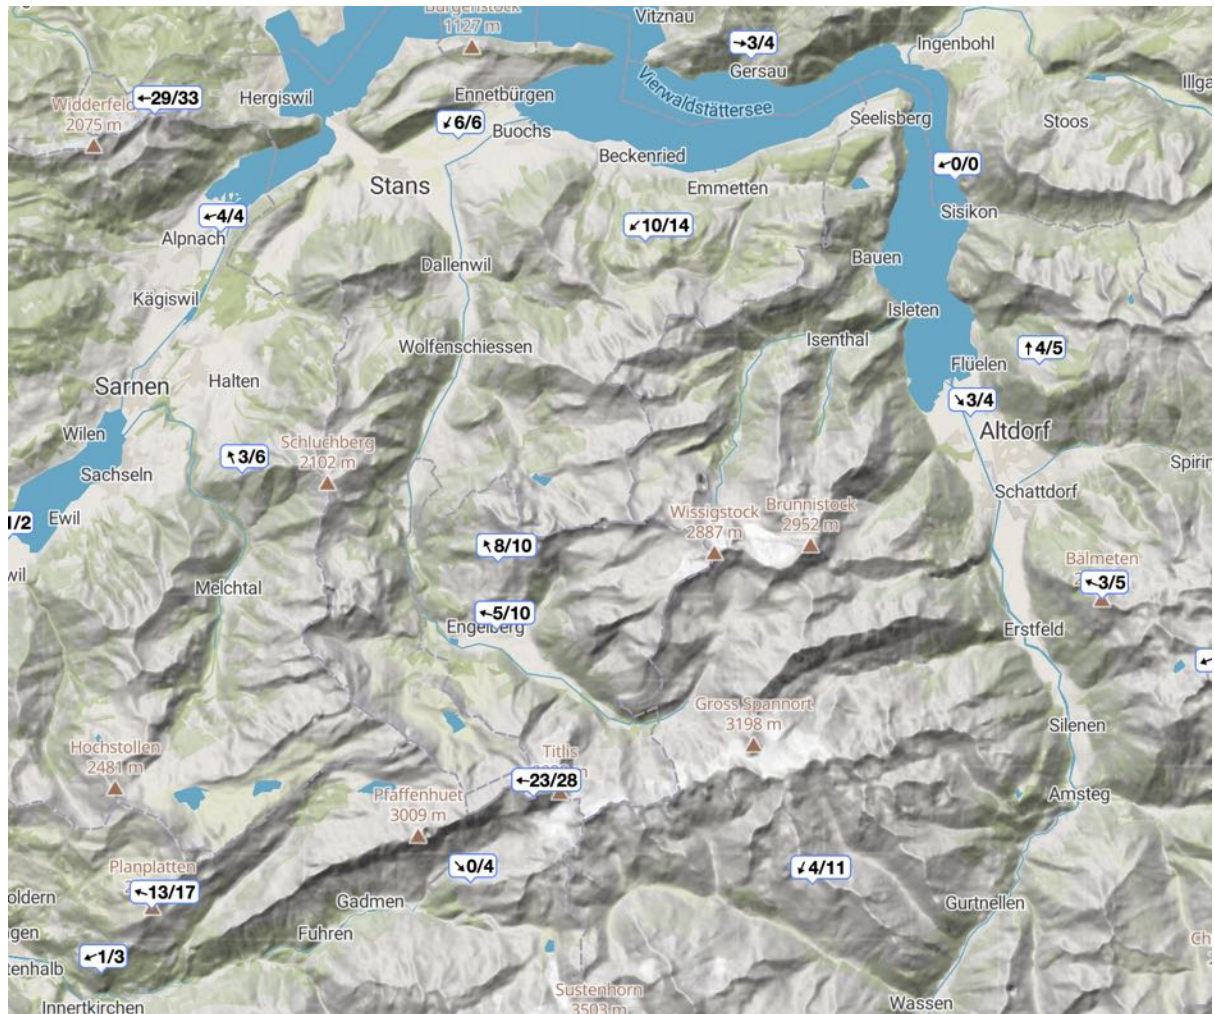 Bürgenstock
1127 m
Vitznau
3/4
Gersau
Ingenbohl
Illga
Widderfeld
2075 m
29/33
Hergiswil
Ennetbürgen
6/6
Buochs
Vierwaldstättersee
Seelisberg
Stoos
Stans
Beckenried
Emmetten
0/0
Sisikon
4/4
Alpnach
10/14
Dallenwil
Bauen
Kägiswil
Isleten
Wolfenschiessen
Isenthal
4/5
Flüelen
Sarnen
Halten
3/4
Altdorf
Wilen
Schluchberg
2102 m
3/6
Sachseln
Spirin
Schattdorf
1/2
Ewil
Wissigstock
2887 m
Brunnistock
2952 m
8/10
Bälmeten
3/5
wil
Melchtal
5/10
Engelberg
Erstfeld
Gross Spannort
3198 m
Silenen
Hochstollen
2481 m
Titlis
23/28
m
Pfaffenhuet
3009 m
Amsteg
Planplatten
13/17
0/4
4/11
oldern
Gadmen
Gurtnellen
Fuhren
gen
1/3
tenhalb
Innertkirchen
Sustenhorn
3503 m
Wassen
Ch